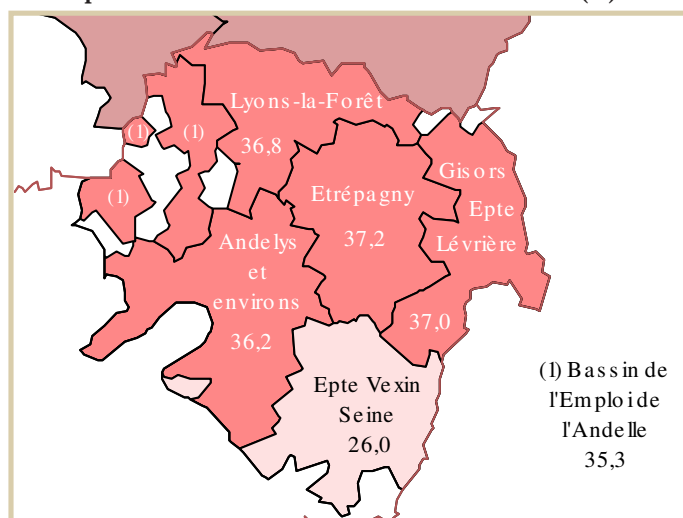 Lyons-la-Forêt
36,8
(1)
(1)
(1)
Gisors
Epte
Lévrière
37,0
Etrépagny
37,2
Andelys
et
environs
36,2
Epte Vexin
Seine
26,0
(1) Bassin de
l'Emploi de
l'Andelle
35,3